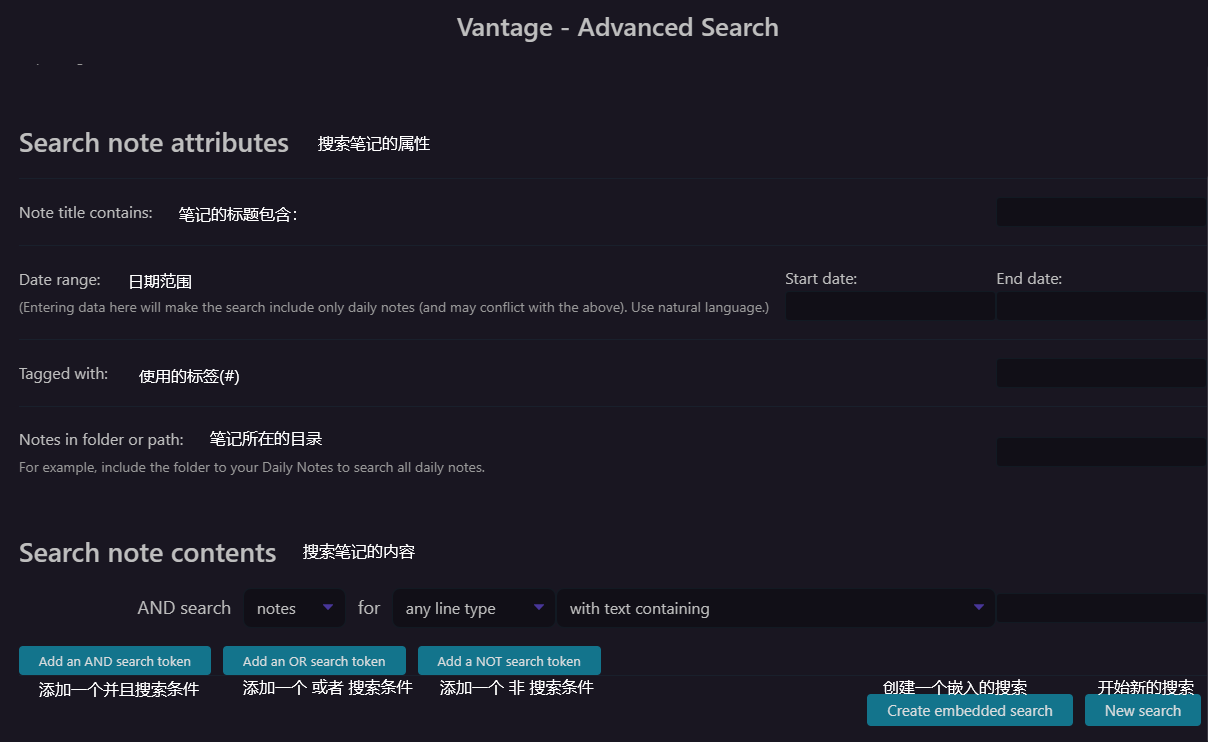 Vantage - Advanced Search
Search note attributes 搜索笔记的属性
Note title contains: 笔记的标题包含：
Date range: 日期范围 Start date: End date:
(Entering data here will make the search include only daily notes (and may conflict with the above). Use natural language.)
Tagged with: 使用的标签(#)
Notes in folder or path: 笔记所在的目录
For example, include the folder to your Daily Notes to search all daily notes.
Search note contents 搜索笔记的内容
AND search notes for any line type with text containing
Add an AND search token Add an OR search token Add a NOT search token
添加一个并且搜索条件 添加一个 或者 搜索条件 添加一个 非 搜索条件 创建一个嵌入的搜索 开始新的搜索
Create embedded search New search